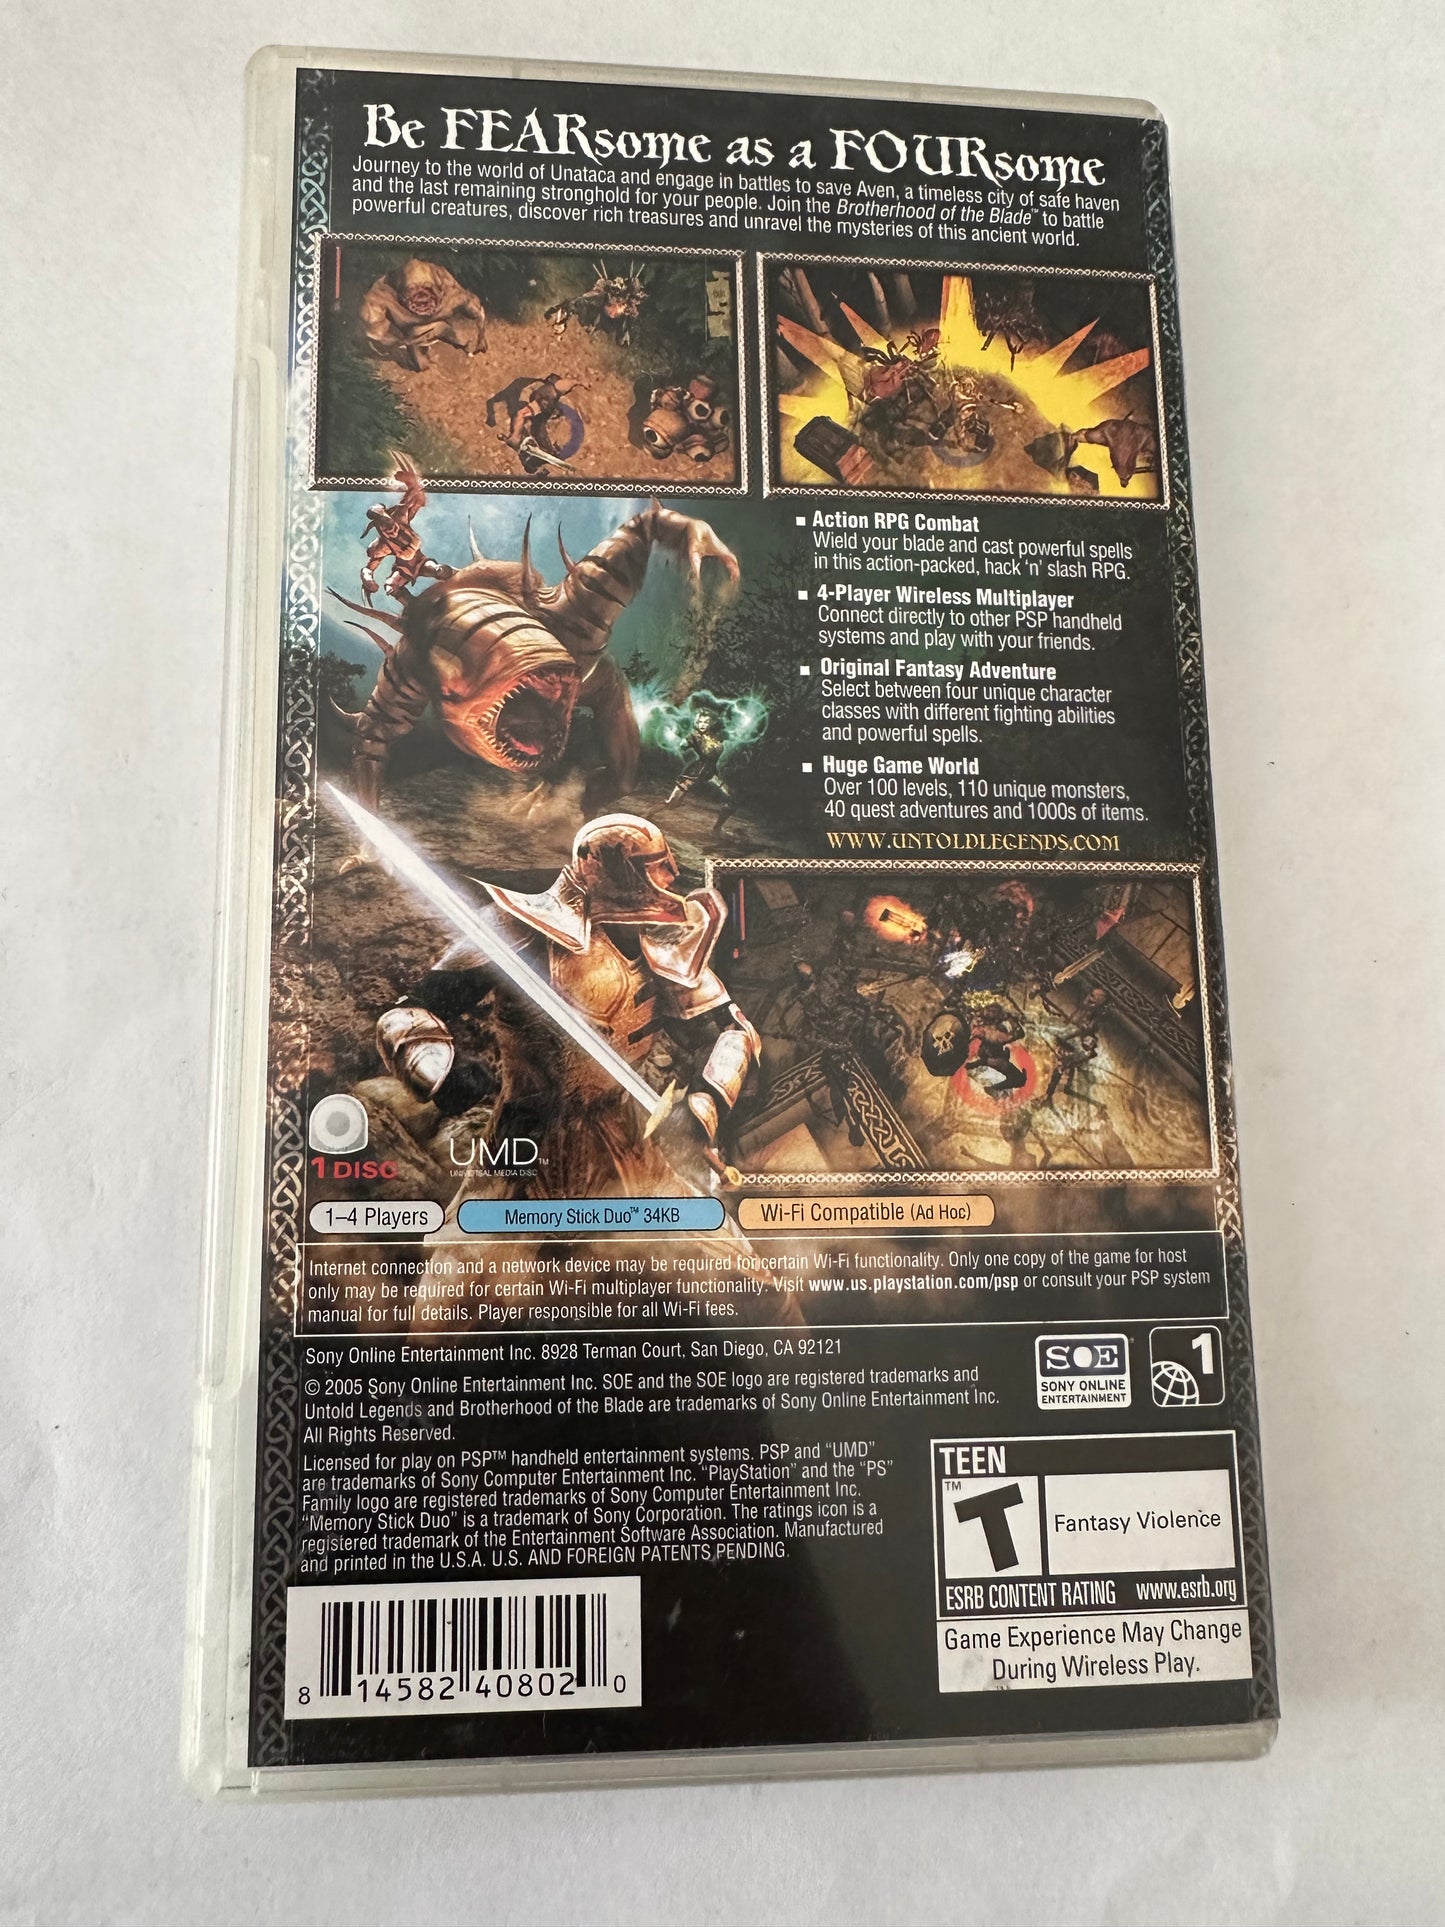 Be FEARsome as a FOURsome
Journey to the world of Unataca and engage in battles to save Aven, a timeless city of safe haven
and the last remaining stronghold for your people. Join the Brotherhood of the Blade™ to battle
powerful creatures, discover rich treasures and unravel the mysteries of this ancient world.
▪ Action RPG Combat
Wield your blade and cast powerful spells
in this action-packed, hack 'n' slash RPG.
▪ 4-Player Wireless Multiplayer
Connect directly to other PSP handheld
systems and play with your friends.
▪ Original Fantasy Adventure
Select between four unique character
classes with different fighting abilities
and powerful spells.
▪ Huge Game World
Over 100 levels, 110 unique monsters,
40 quest adventures and 1000s of items.
WWW.UNTOLDLEGENDS.COM
1 DISC
UMD™
UNIVERSAL MEDIA DISC
1–4 Players
Memory Stick Duo™ 34KB
Wi-Fi Compatible (Ad Hoc)
Internet connection and a network device may be required for certain Wi-Fi functionality. Only one copy of the game for host
only may be required for certain Wi-Fi multiplayer functionality. Visit www.us.playstation.com/psp or consult your PSP system
manual for full details. Player responsible for all Wi-Fi fees.
Sony Online Entertainment Inc. 8928 Terman Court, San Diego, CA 92121
© 2005 Sony Online Entertainment Inc. SOE and the SOE logo are registered trademarks and
Untold Legends and Brotherhood of the Blade are trademarks of Sony Online Entertainment Inc.
All Rights Reserved.
Licensed for play on PSP™ handheld entertainment systems. PSP and "UMD"
are trademarks of Sony Computer Entertainment Inc. "PlayStation" and the "PS"
Family logo are registered trademarks of Sony Computer Entertainment Inc.
"Memory Stick Duo" is a trademark of Sony Corporation. The ratings icon is a
registered trademark of the Entertainment Software Association. Manufactured
and printed in the U.S.A. U.S. AND FOREIGN PATENTS PENDING.
SOE
SONY ONLINE
ENTERTAINMENT
1
TEEN
T™
Fantasy Violence
ESRB CONTENT RATING www.esrb.org
Game Experience May Change
During Wireless Play.
8 14582 40802 0